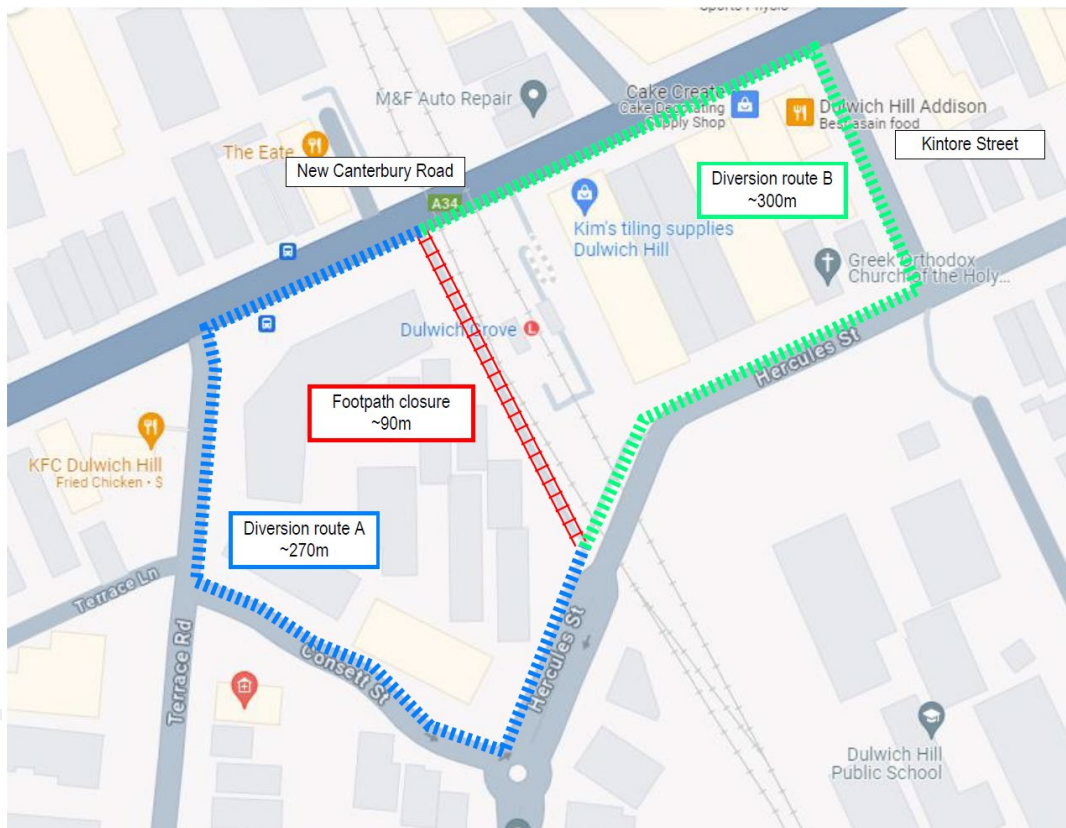 Sports Physio
M&F Auto Repair
Cake Create
Cake Decorating
Supply Shop
Dulwich Hill Addison
Besiasain food
The Eate
New Canterbury Road
Kintore Street
A34
Diversion route B
~300m
Kim's tiling supplies
Dulwich Hill
Greek Orthodox
Church of the Holy...
Dulwich Grove
L
Hercules St
Footpath closure
~90m
KFC Dulwich Hill
Fried Chicken • $
Diversion route A
~270m
Terrace Ln
Consett St
Hercules St
Terrace Rd
Dulwich Hill
Public School